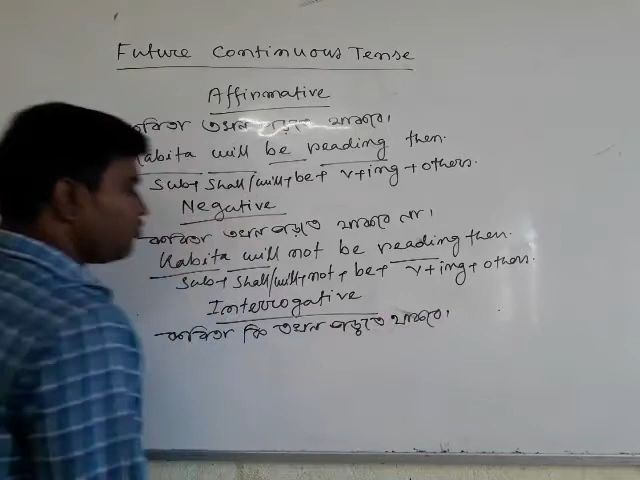 Future Continuous Tense
Affirmative
কবিতা তখন পড়তে থাকবে।
Kabita will be reading then.
Sub+ Shall/will+ be+ v+ing+others.
Negative
কবিতা তখন পড়তে থাকবে না।
Kabita will not be reading then.
Sub+ Shall/will+not+ be+ v+ing+others.
Interrogative
কবিতা কি তখন পড়তে থাকবে।